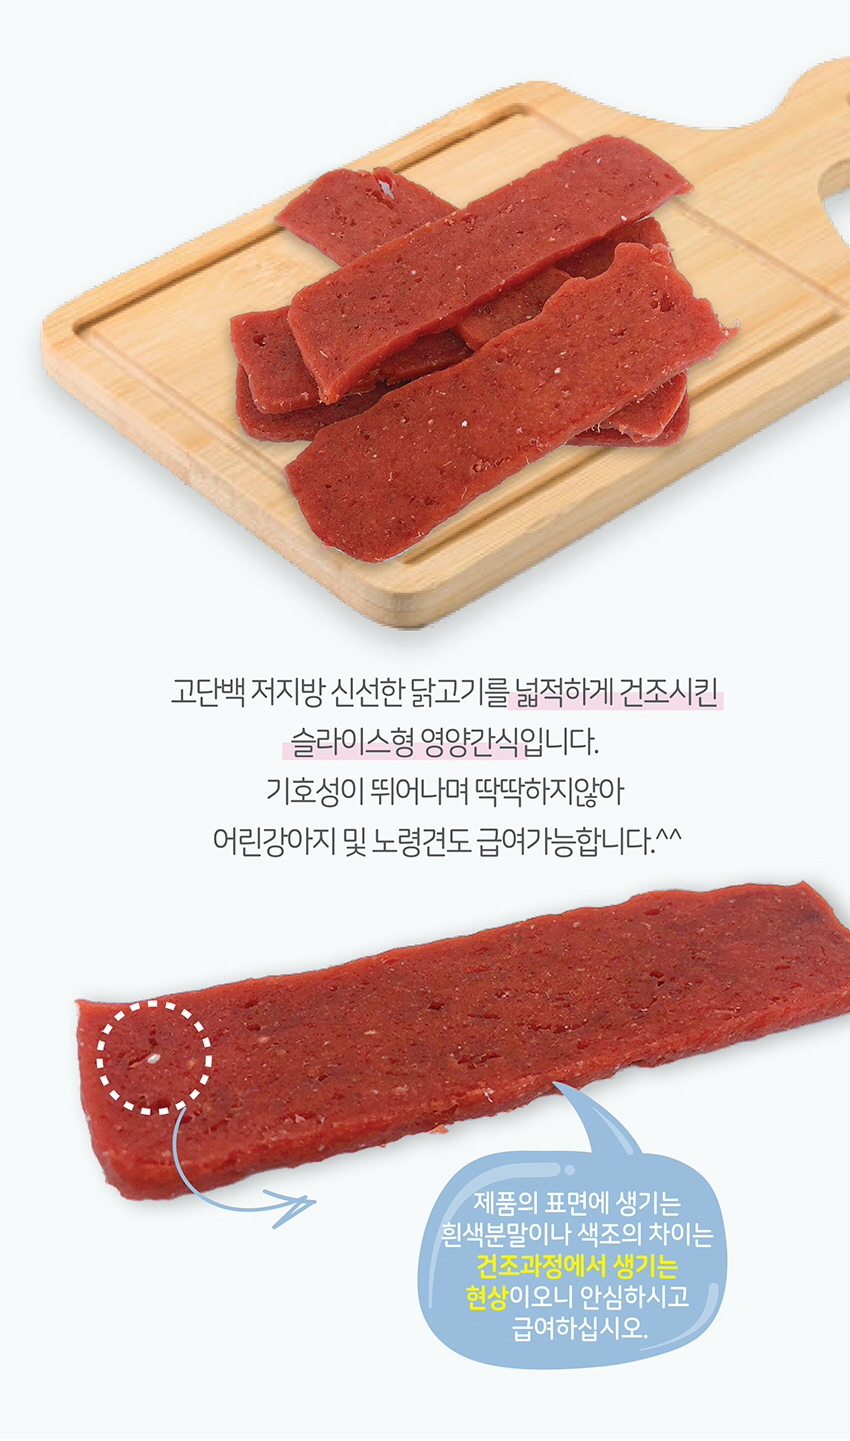 고단백 저지방 신선한 닭고기를 넓적하게 건조시킨
슬라이스형 영양간식입니다.
기호성이 뛰어나며 딱딱하지않아
어린강아지 및 노령견도 급여가능합니다.^^
제품의 표면에 생기는
흰색분말이나 색조의 차이는
건조과정에서 생기는
현상이오니 안심하시고
급여하십시오.